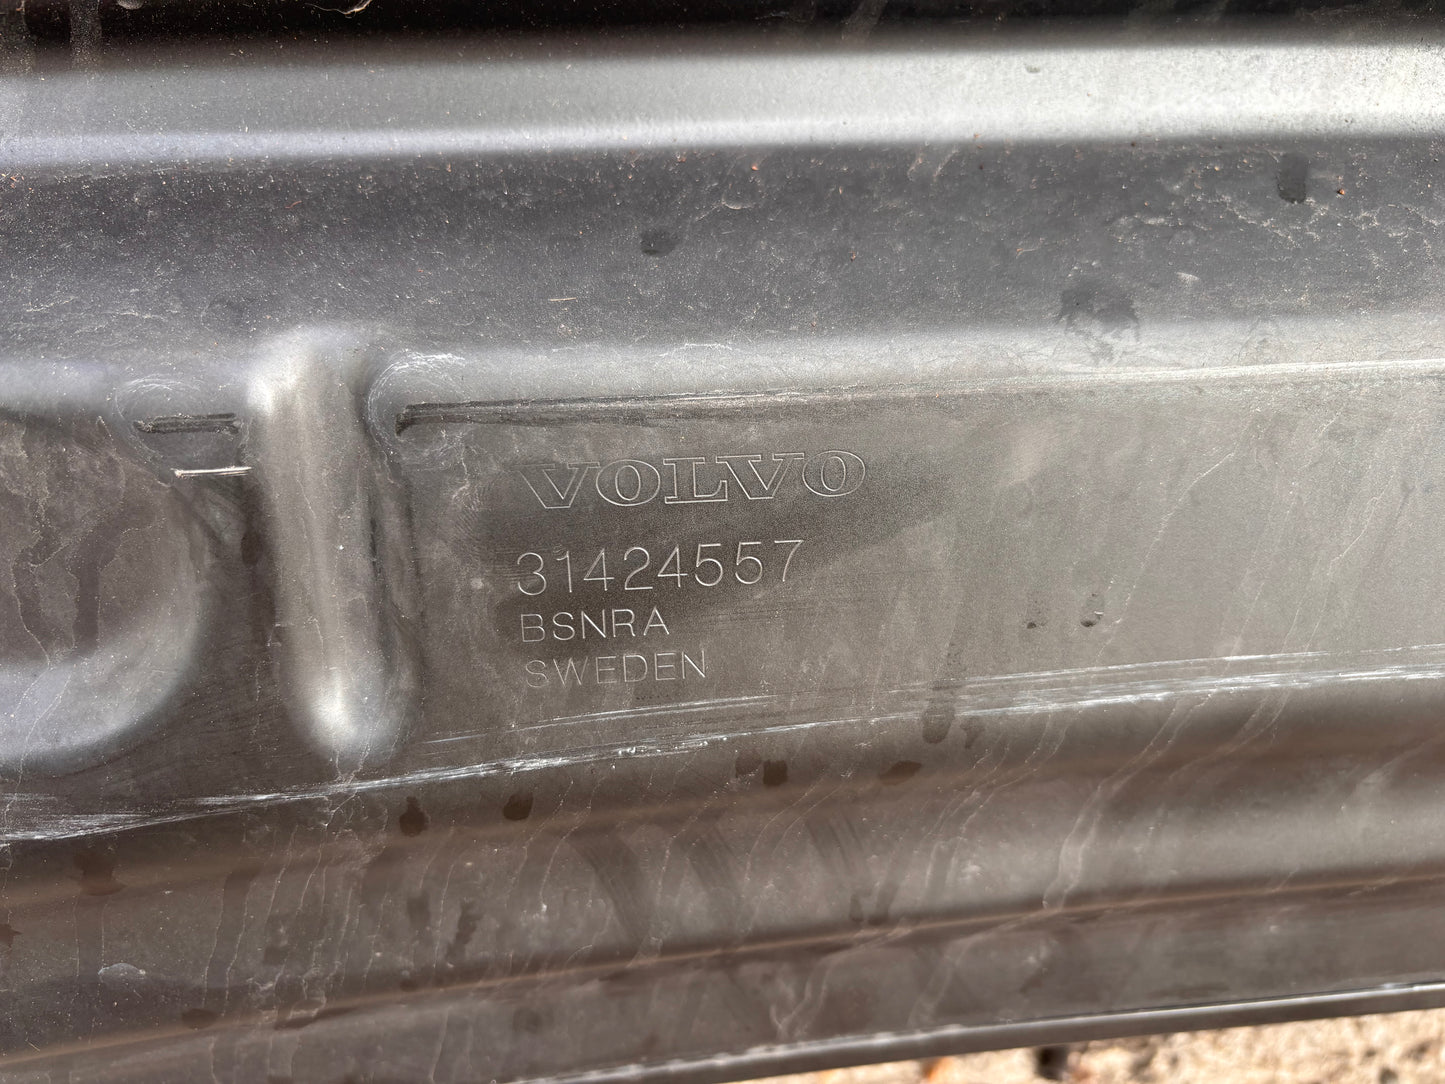 VOLVO
31424557
BSNRA
SWEDEN